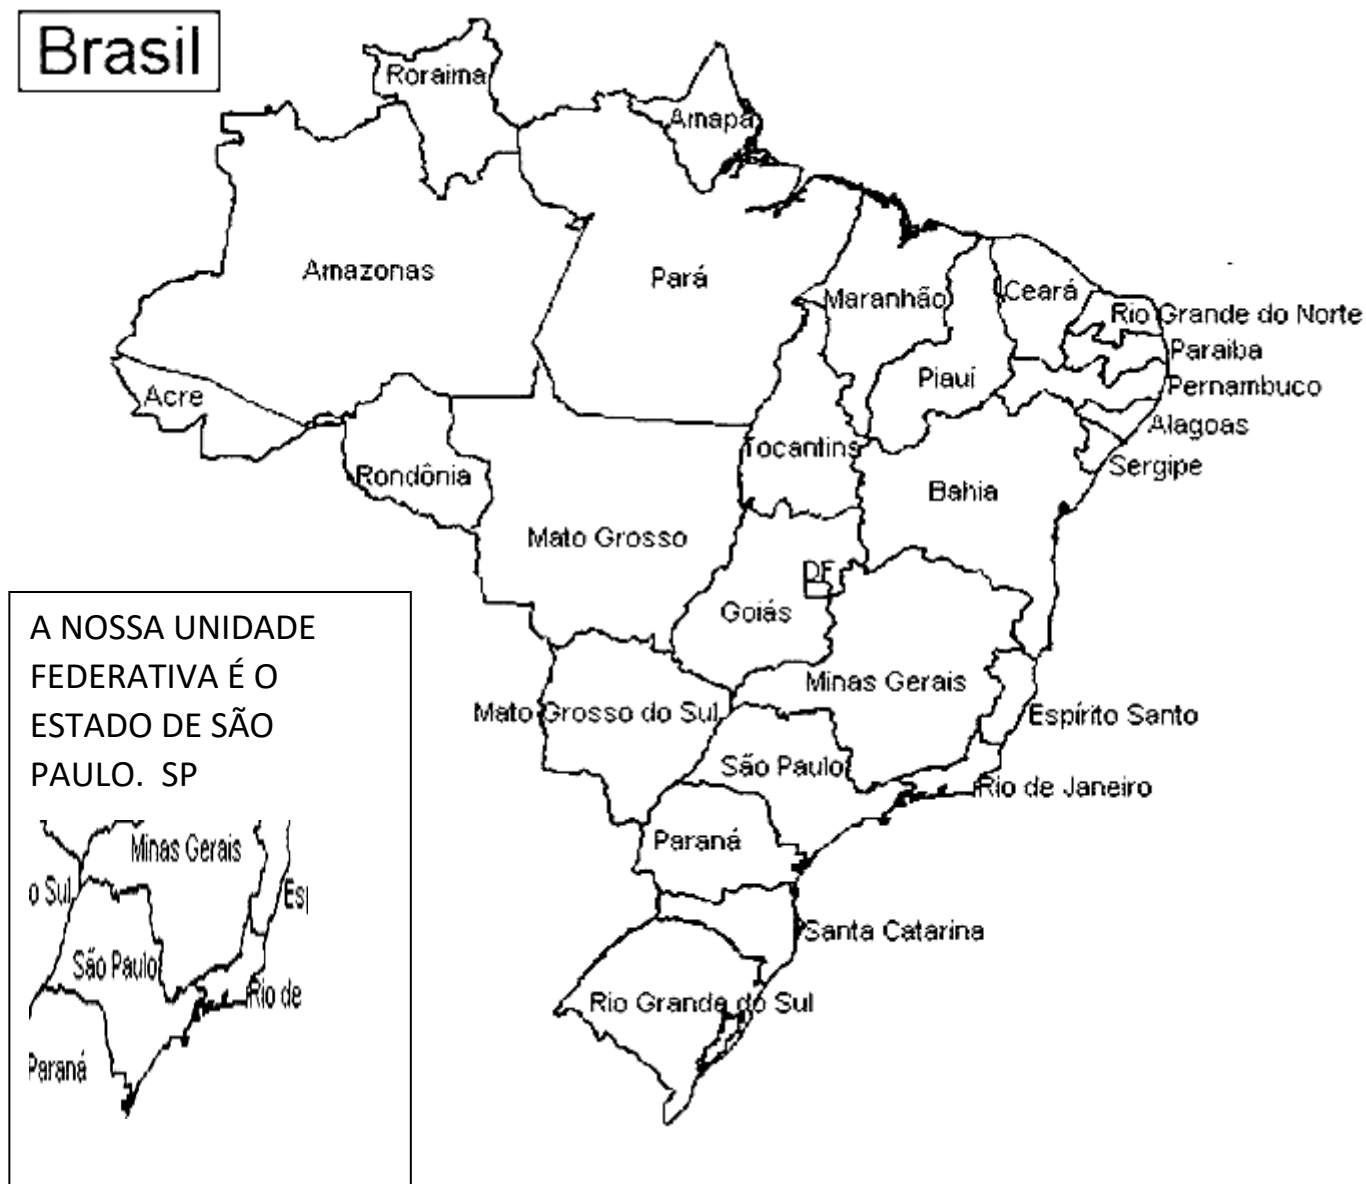 Brasil
Roraima
Amapá
Amazonas
Pará
Maranhão
Ceará
Rio Grande do Norte
Paraiba
Piauí
Pernambuco
Acre
Alagoas
Tocantins
Sergipe
Rondônia
Bahia
Mato Grosso
DF
Goiás
Minas Gerais
Mato Grosso do Sul
Espírito Santo
São Paulo
Rio de Janeiro
Paraná
Santa Catarina
Rio Grande do Sul
A NOSSA UNIDADE
FEDERATIVA É O
ESTADO DE SÃO
PAULO. SP
Minas Gerais
o Sul
Es
São Paulo
Rio de
Paraná